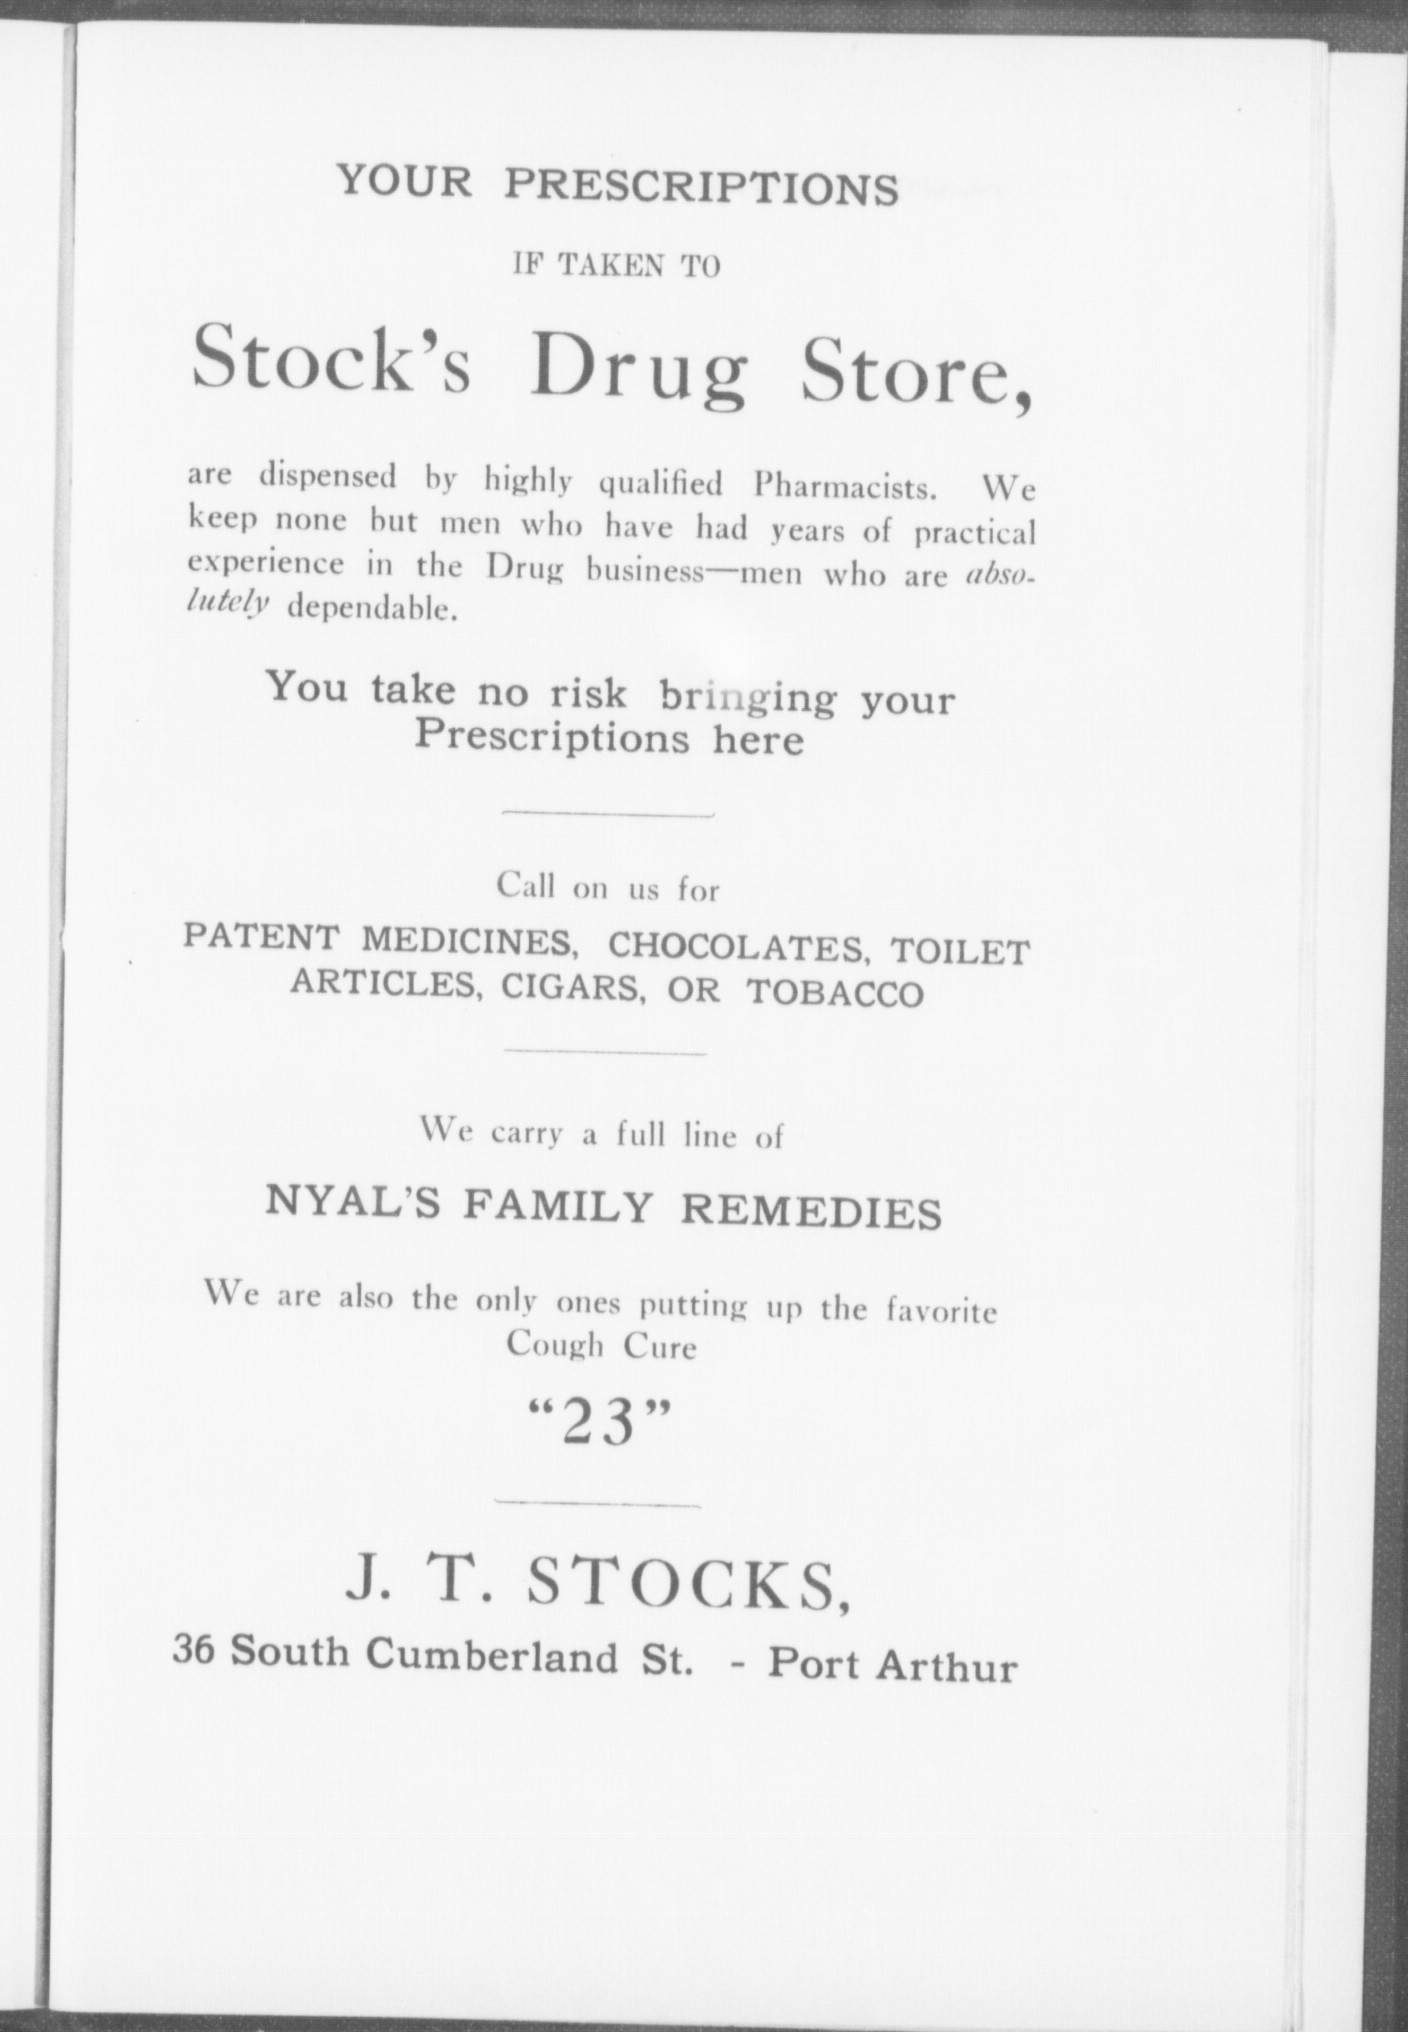 YOUR PRESCRIPTIONS
IF TAKEN TO
Stock's Drug Store,
are dispensed by highly qualified Pharmacists. We
keep none but men who have had years of practical
experience in the Drug business—men who are abso-
lutely dependable.
You take no risk bringing your
Prescriptions here
Call on us for
PATENT MEDICINES, CHOCOLATES, TOILET
ARTICLES, CIGARS, OR TOBACCO
We carry a full line of
NYAL'S FAMILY REMEDIES
We are also the only ones putting up the favorite
Cough Cure
“23”
J. T. STOCKS,
36 South Cumberland St. - Port Arthur